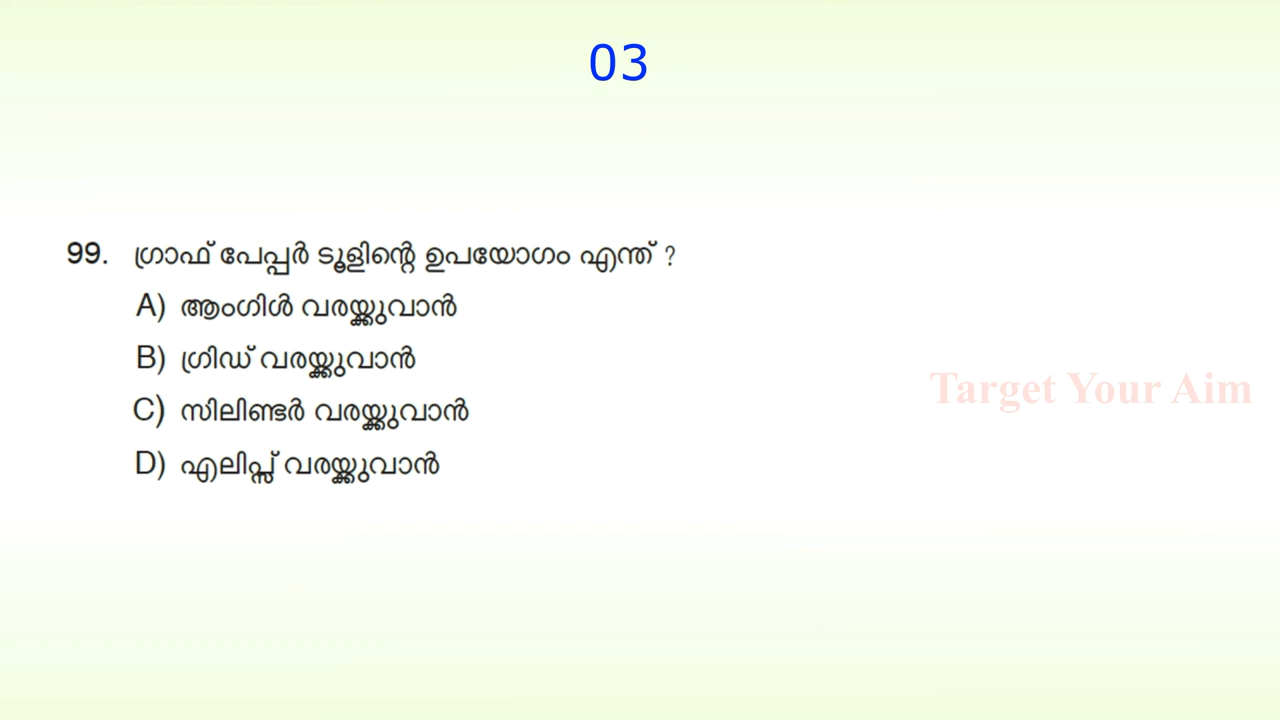 03
99. ഗ്രാഫ് പേപ്പർ ടൂളിന്റെ ഉപയോഗം എന്ത് ?
A) ആംഗിൾ വരയ്ക്കുവാൻ
B) ഗ്രിഡ് വരയ്ക്കുവാൻ
Target Your Aim
C) സിലിണ്ടർ വരയ്ക്കുവാൻ
D) എലിപ്സ് വരയ്ക്കുവാൻ